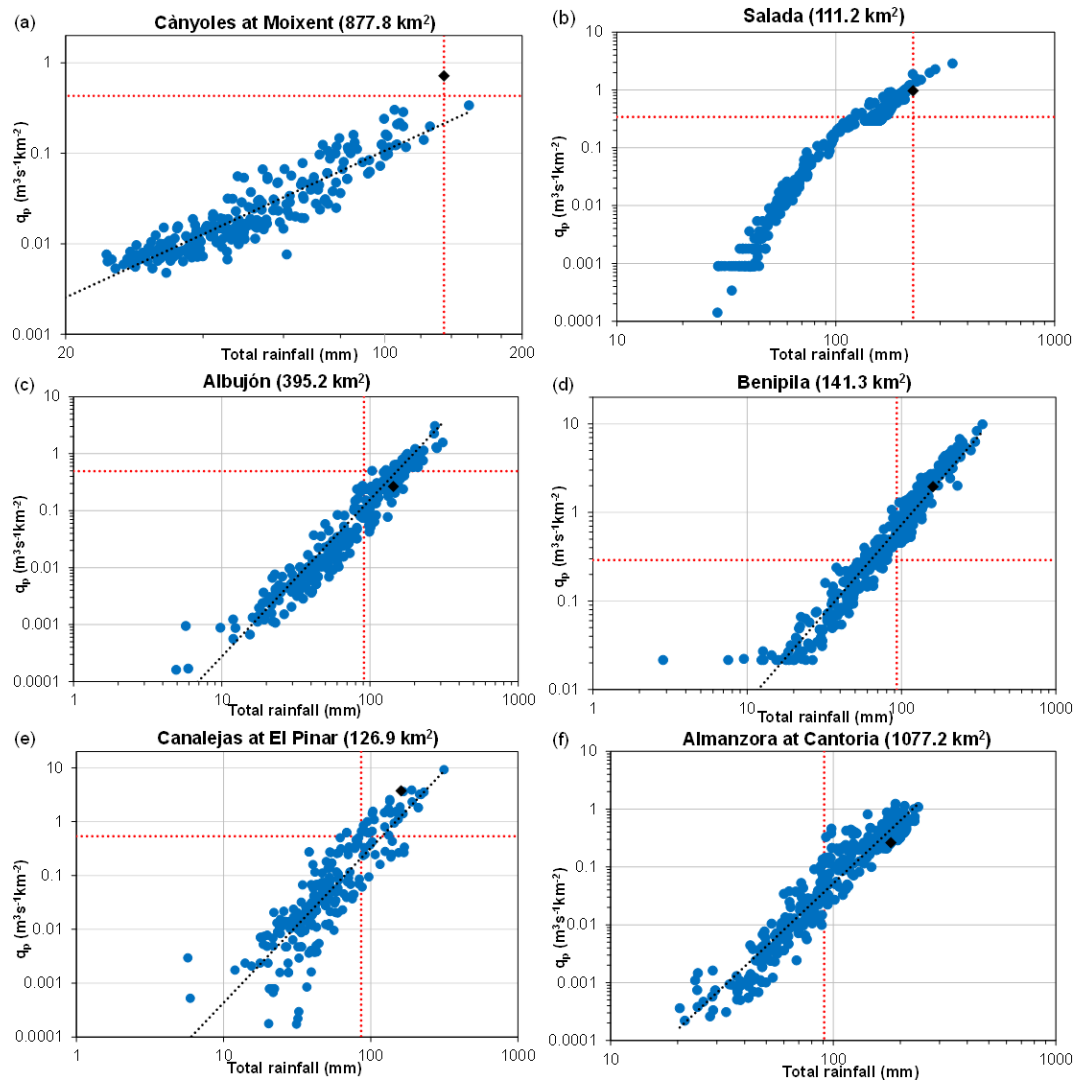 (a) Cànyoles at Moixent (877.8 km²)
1
0.1
0.01
0.001
qp (m³s⁻¹km⁻²)
20 100 200
Total rainfall (mm)
(b) Salada (111.2 km²)
10
1
0.1
0.01
0.001
0.0001
qp (m³s⁻¹km⁻²)
10 100 1000
Total rainfall (mm)
(c) Albujón (395.2 km²)
10
1
0.1
0.01
0.001
0.0001
qp (m³s⁻¹km⁻²)
1 10 100 1000
Total rainfall (mm)
(d) Benipila (141.3 km²)
10
1
0.1
0.01
qp (m³s⁻¹km⁻²)
1 10 100 1000
Total rainfall (mm)
(e) Canalejas at El Pinar (126.9 km²)
10
1
0.1
0.01
0.001
0.0001
qp (m³s⁻¹km⁻²)
1 10 100 1000
Total rainfall (mm)
(f) Almanzora at Cantoria (1077.2 km²)
10
1
0.1
0.01
0.001
0.0001
qp (m³s⁻¹km⁻²)
10 100 1000
Total rainfall (mm)